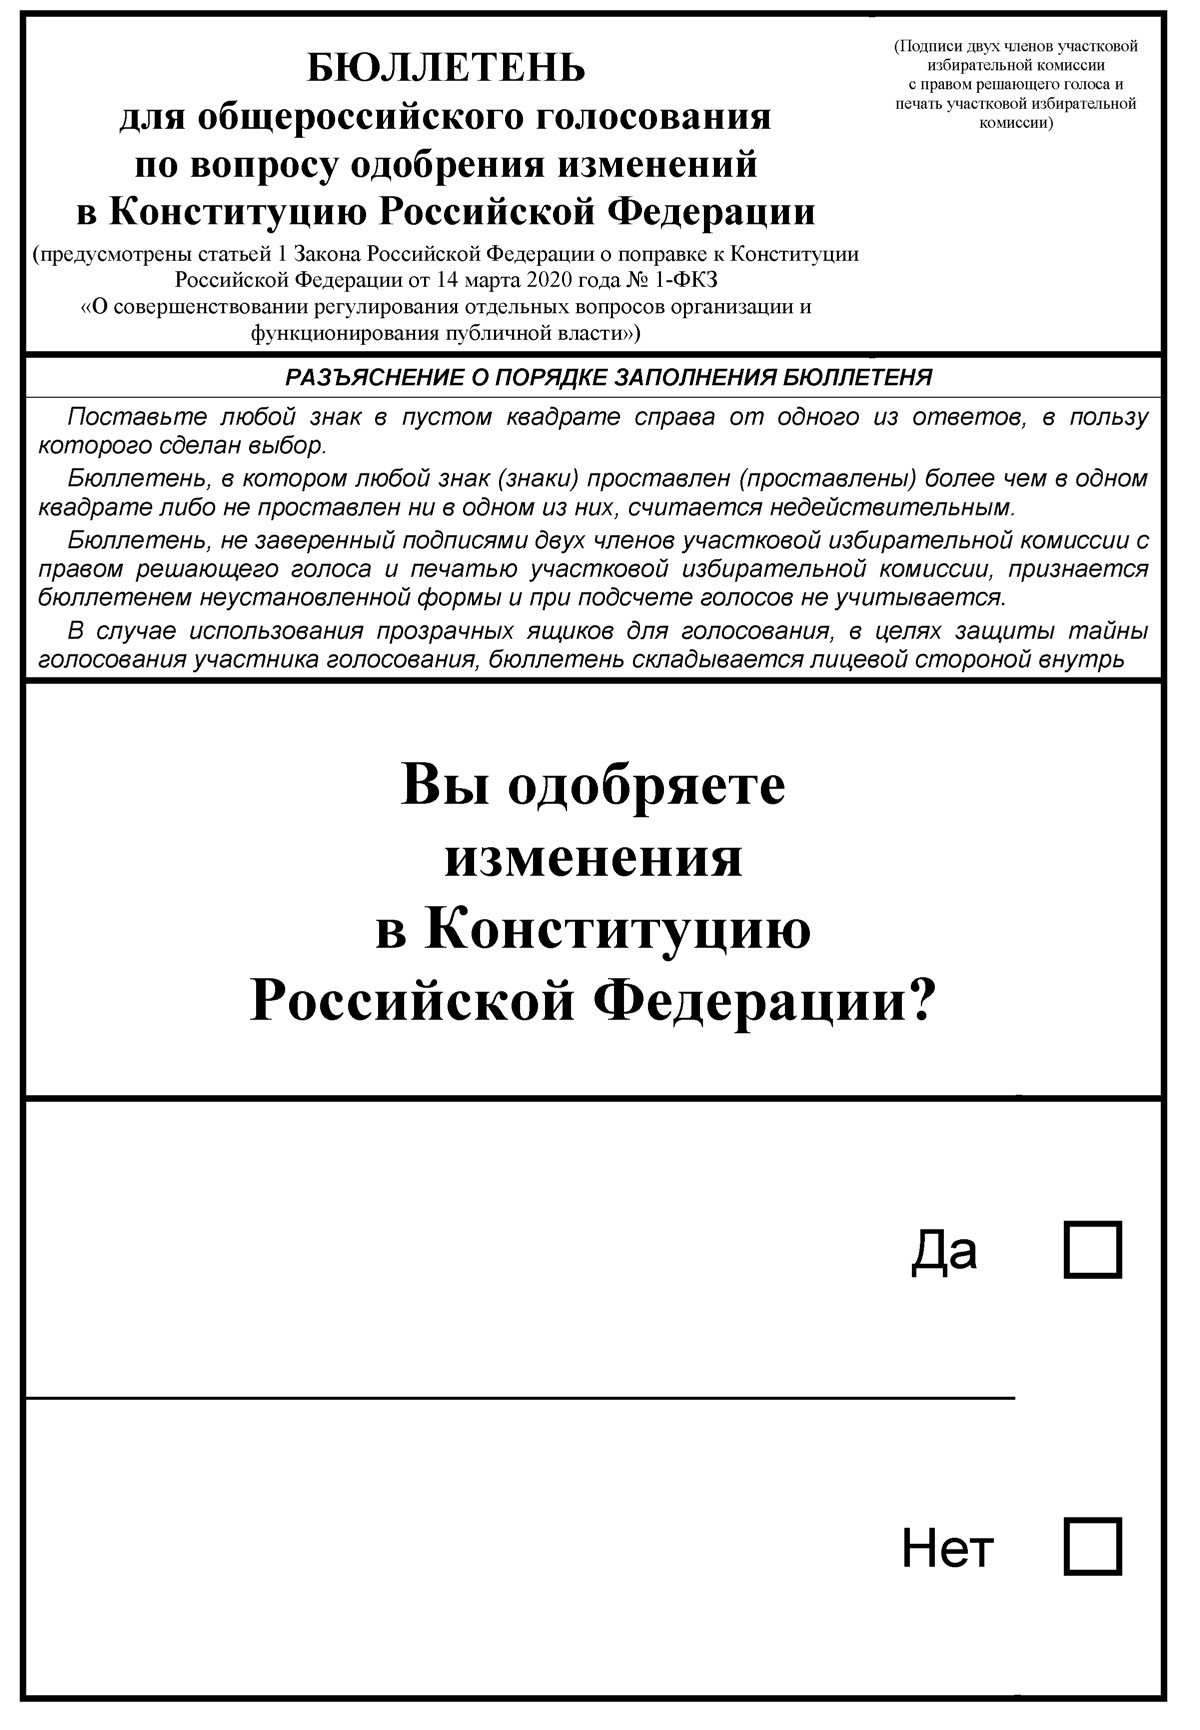 БЮЛЛЕТЕНЬ
для общероссийского голосования
по вопросу одобрения изменений
в Конституцию Российской Федерации
(предусмотрены статьей 1 Закона Российской Федерации о поправке к Конституции
Российской Федерации от 14 марта 2020 года № 1-ФКЗ
«О совершенствовании регулирования отдельных вопросов организации и
функционирования публичной власти»)
(Подписи двух членов участковой
избирательной комиссии
с правом решающего голоса и
печать участковой избирательной
комиссии)
РАЗЪЯСНЕНИЕ О ПОРЯДКЕ ЗАПОЛНЕНИЯ БЮЛЛЕТЕНЯ
Поставьте любой знак в пустом квадрате справа от одного из ответов, в пользу
которого сделан выбор.
Бюллетень, в котором любой знак (знаки) проставлен (проставлены) более чем в одном
квадрате либо не проставлен ни в одном из них, считается недействительным.
Бюллетень, не заверенный подписями двух членов участковой избирательной комиссии с
правом решающего голоса и печатью участковой избирательной комиссии, признается
бюллетенем неустановленной формы и при подсчете голосов не учитывается.
В случае использования прозрачных ящиков для голосования, в целях защиты тайны
голосования участника голосования, бюллетень складывается лицевой стороной внутрь
Вы одобряете
изменения
в Конституцию
Российской Федерации?
Да
Нет